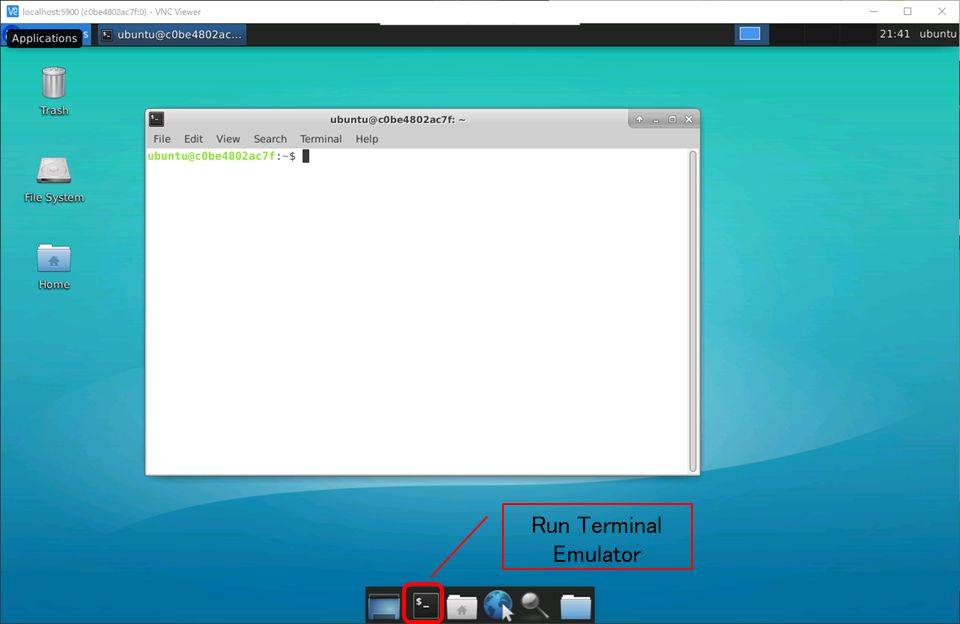 localhost:5900 (c0be4802ac7f:0) - VNC Viewer
Applications
s
ubuntu@c0be4802ac...
21:41
ubuntu
Trash
File System
Home
ubuntu@c0be4802ac7f: ~
File Edit View Search Terminal Help
ubuntu@c0be4802ac7f:~$
Run Terminal
Emulator
$_